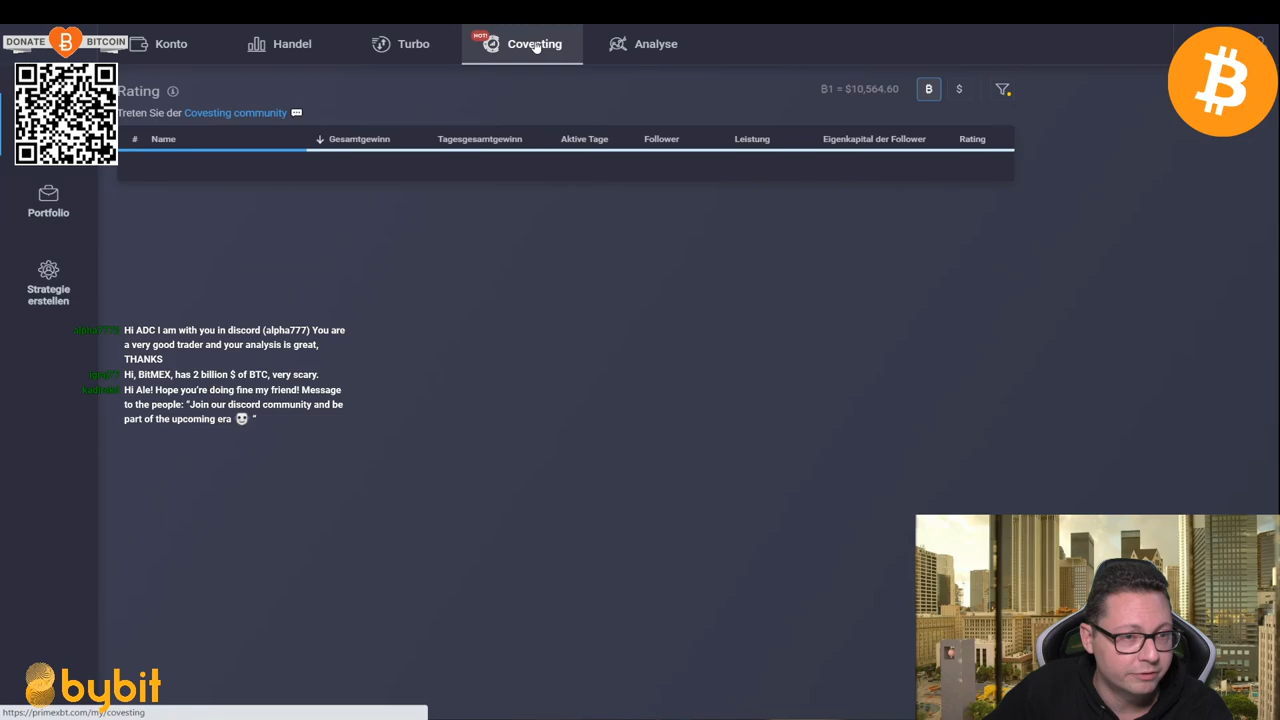 DONATE BITCOIN
Konto
Handel
Turbo
HOT!
Covesting
Analyse
Rating
₿1 = $10,564.60
$
Treten Sie der Covesting community
# Name
Gesamtgewinn
Tagesgesamtgewinn
Aktive Tage
Follower
Leistung
Eigenkapital der Follower
Rating
Portfolio
Strategie
erstellen
Hi ADC I am with you in discord (alpha777) You are
a very good trader and your analysis is great,
THANKS
Hi, BitMEX, has 2 billion $ of BTC, very scary.
Hi Ale! Hope you're doing fine my friend! Message
to the people: “Join our discord community and be
part of the upcoming era “
bybit
https://primexbt.com/my/covesting